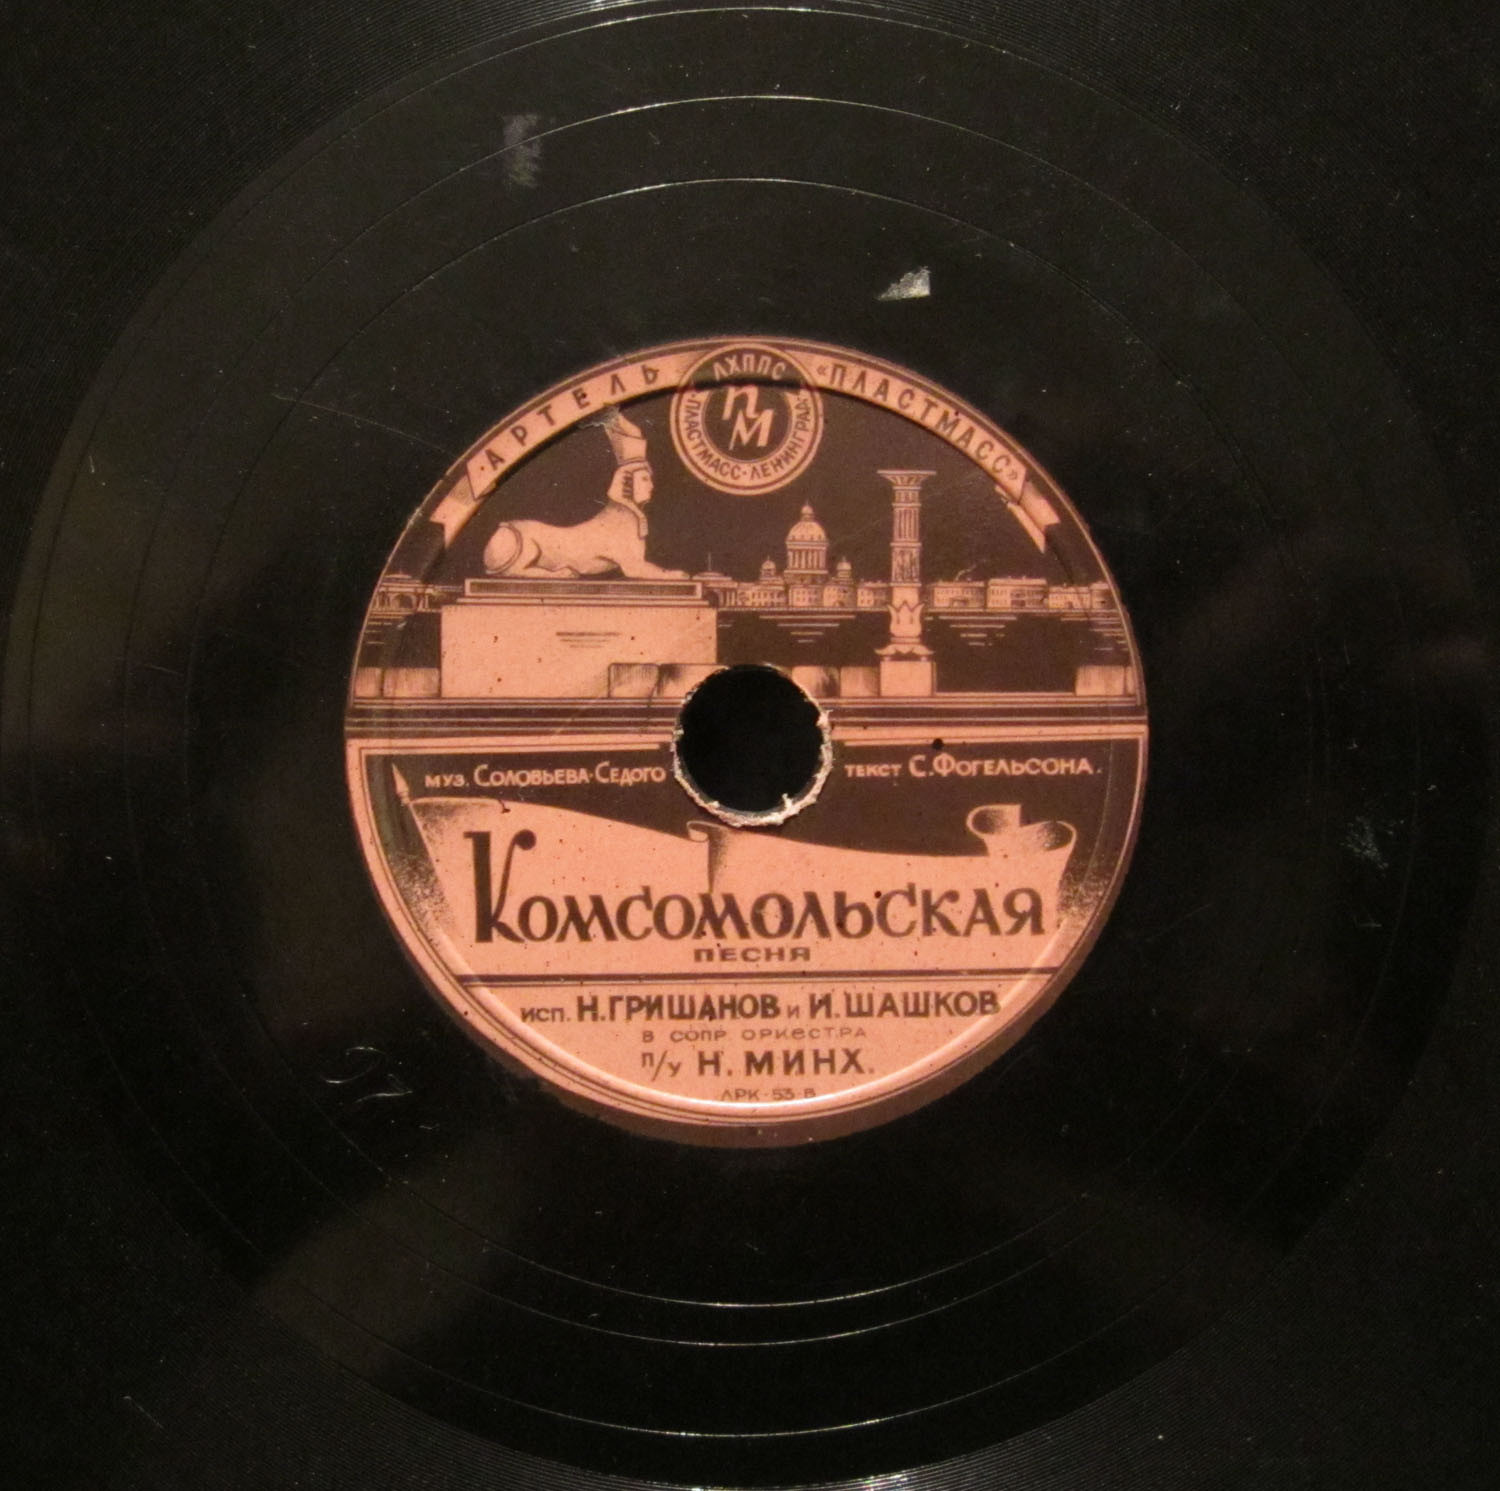 ·АРТЕЛЬ «ПЛАСТМАСС»
ЛХППС
ПМ
·ПЛАСТМАСС·ЛЕНИНГРАД·
муз. Соловьева-Седого текст С.Фогельсона.
Комсомольская
песня
исп. Н.ГРИШАНОВ и И.ШАШКОВ
в сопр. оркестра
п/у Н. МИНХ.
АРК-53-В